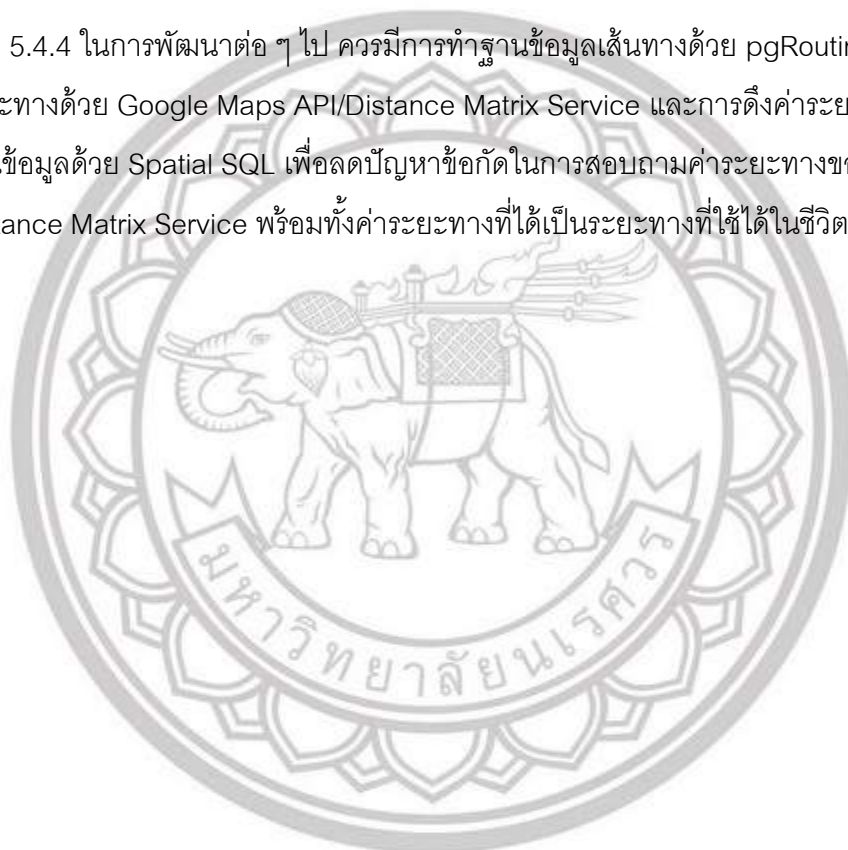 5.4.4 ในการพัฒนาต่อ ๆ ไป ควรมีการทำฐานข้อมูลเส้นทางด้วย pgRoutin
ะทางด้วย Google Maps API/Distance Matrix Service และการดึงค่าระย
ข้อมูลด้วย Spatial SQL เพื่อลดปัญหาข้อกัดในการสอบถามค่าระยะทางข
tance Matrix Service พร้อมทั้งค่าระยะทางที่ได้เป็นระยะทางที่ใช้ได้ในชีวิต
มหาวิทยาลัยนเรศวร